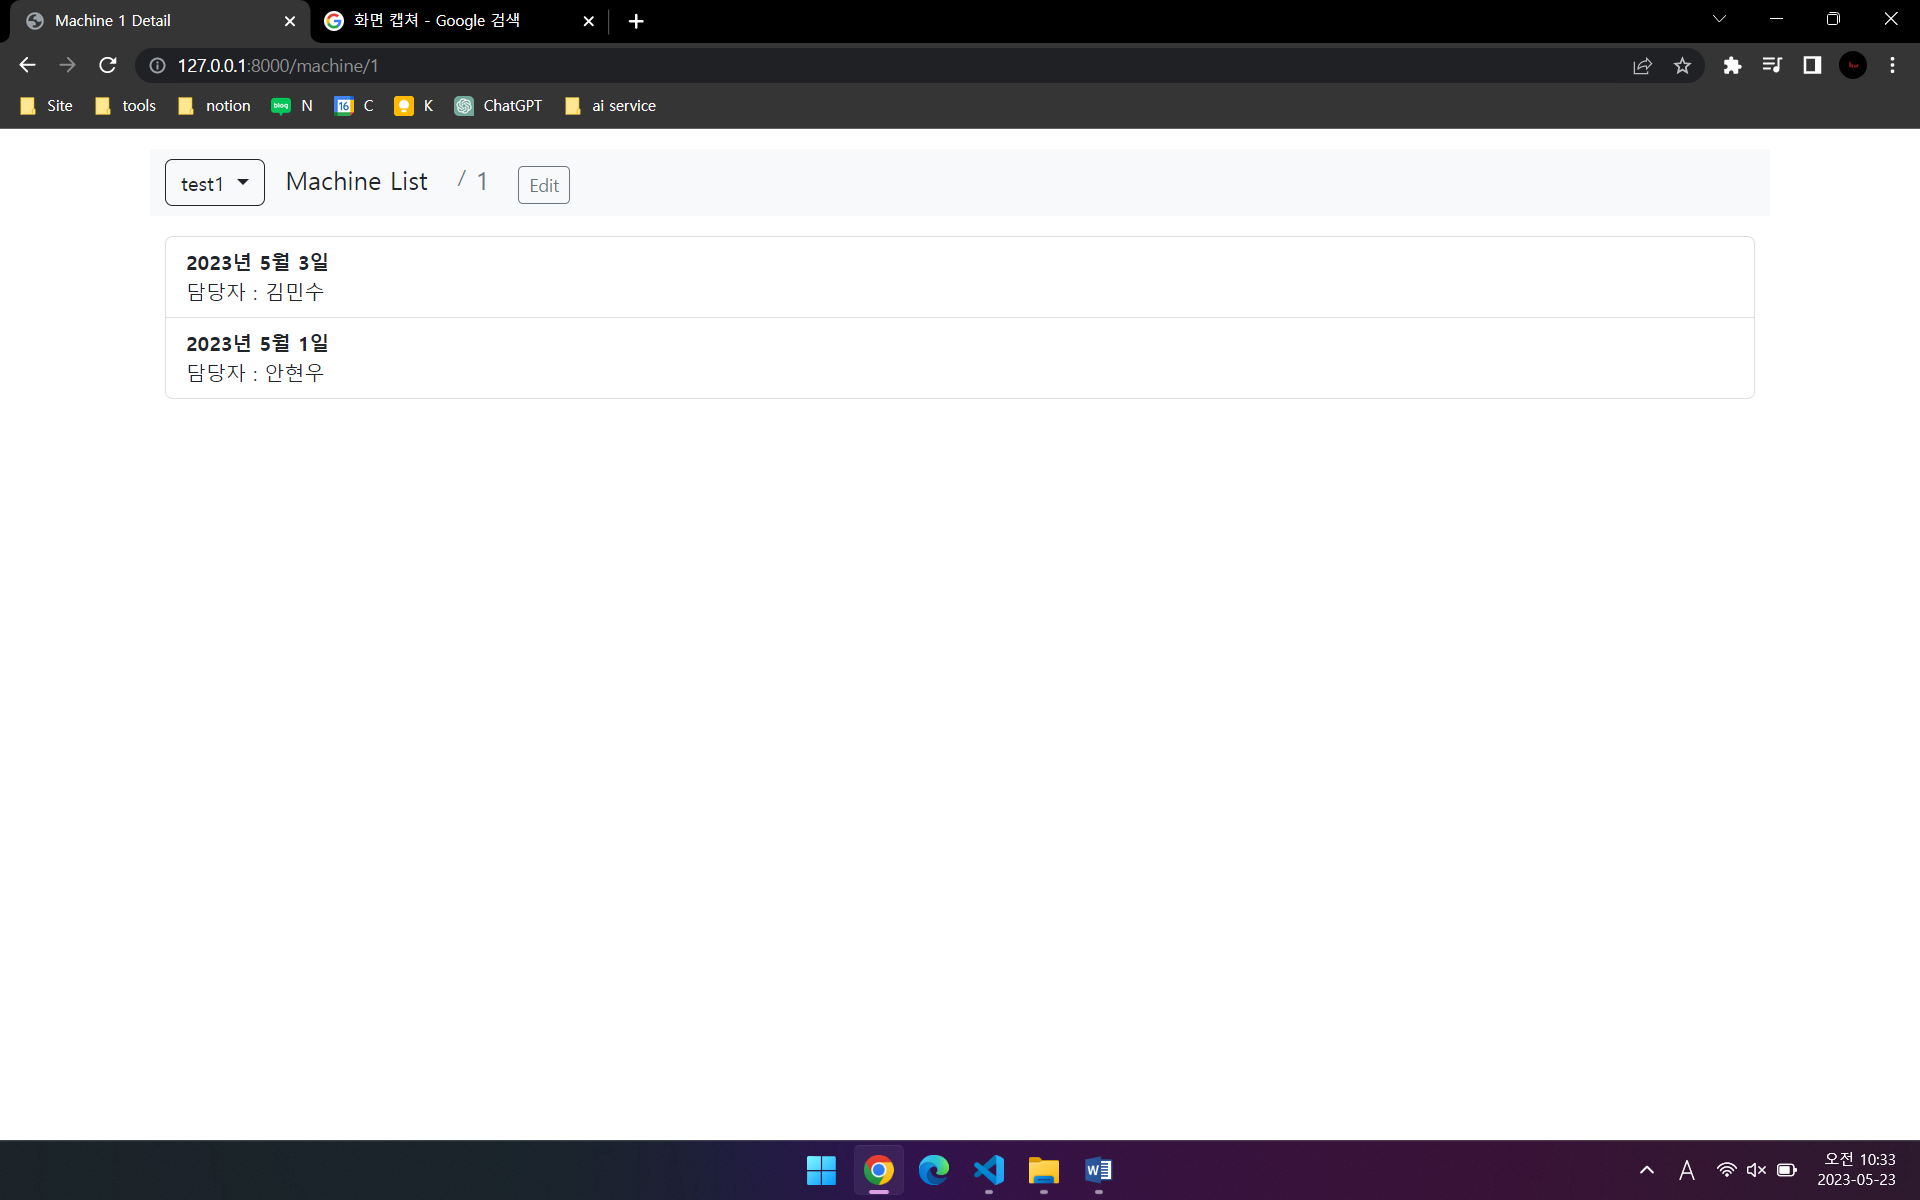 Machine 1 Detail
화면 캡쳐 - Google 검색
127.0.0.1:8000/machine/1
Site tools notion blog N 16 C K ChatGPT ai service
test1 Machine List / 1 Edit
2023년 5월 3일
담당자 : 김민수
2023년 5월 1일
담당자 : 안현우
W A 오전 10:33
2023-05-23